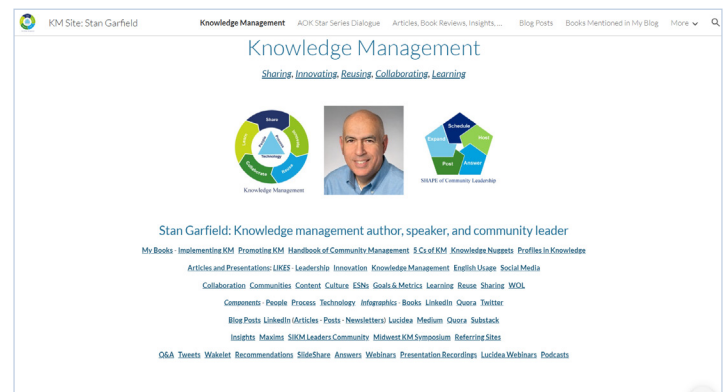 KM Site: Stan Garfield
Knowledge Management AOK Star Series Dialogue Articles, Book Reviews, Insights, ... Blog Posts Books Mentioned in My Blog More
Knowledge Management
Sharing, Innovating, Reusing, Collaborating, Learning
Share
Innovate
Reuse
Collaborate
Learn
People
Process
Technology
Knowledge Management
Schedule
Host
Answer
Post
Expand
SHAPE of Community Leadership
Stan Garfield: Knowledge management author, speaker, and community leader
My Books - Implementing KM Promoting KM Handbook of Community Management 5 Cs of KM Knowledge Nuggets Profiles in Knowledge
Articles and Presentations: LIKES - Leadership Innovation Knowledge Management English Usage Social Media
Collaboration Communities Content Culture ESNs Goals & Metrics Learning Reuse Sharing WOL
Components - People Process Technology Infographics - Books LinkedIn Quora Twitter
Blog Posts LinkedIn (Articles - Posts - Newsletters) Lucidea Medium Quora Substack
Insights Maxims SIKM Leaders Community Midwest KM Symposium Referring Sites
Q&A Tweets Wakelet Recommendations SlideShare Answers Webinars Presentation Recordings Lucidea Webinars Podcasts